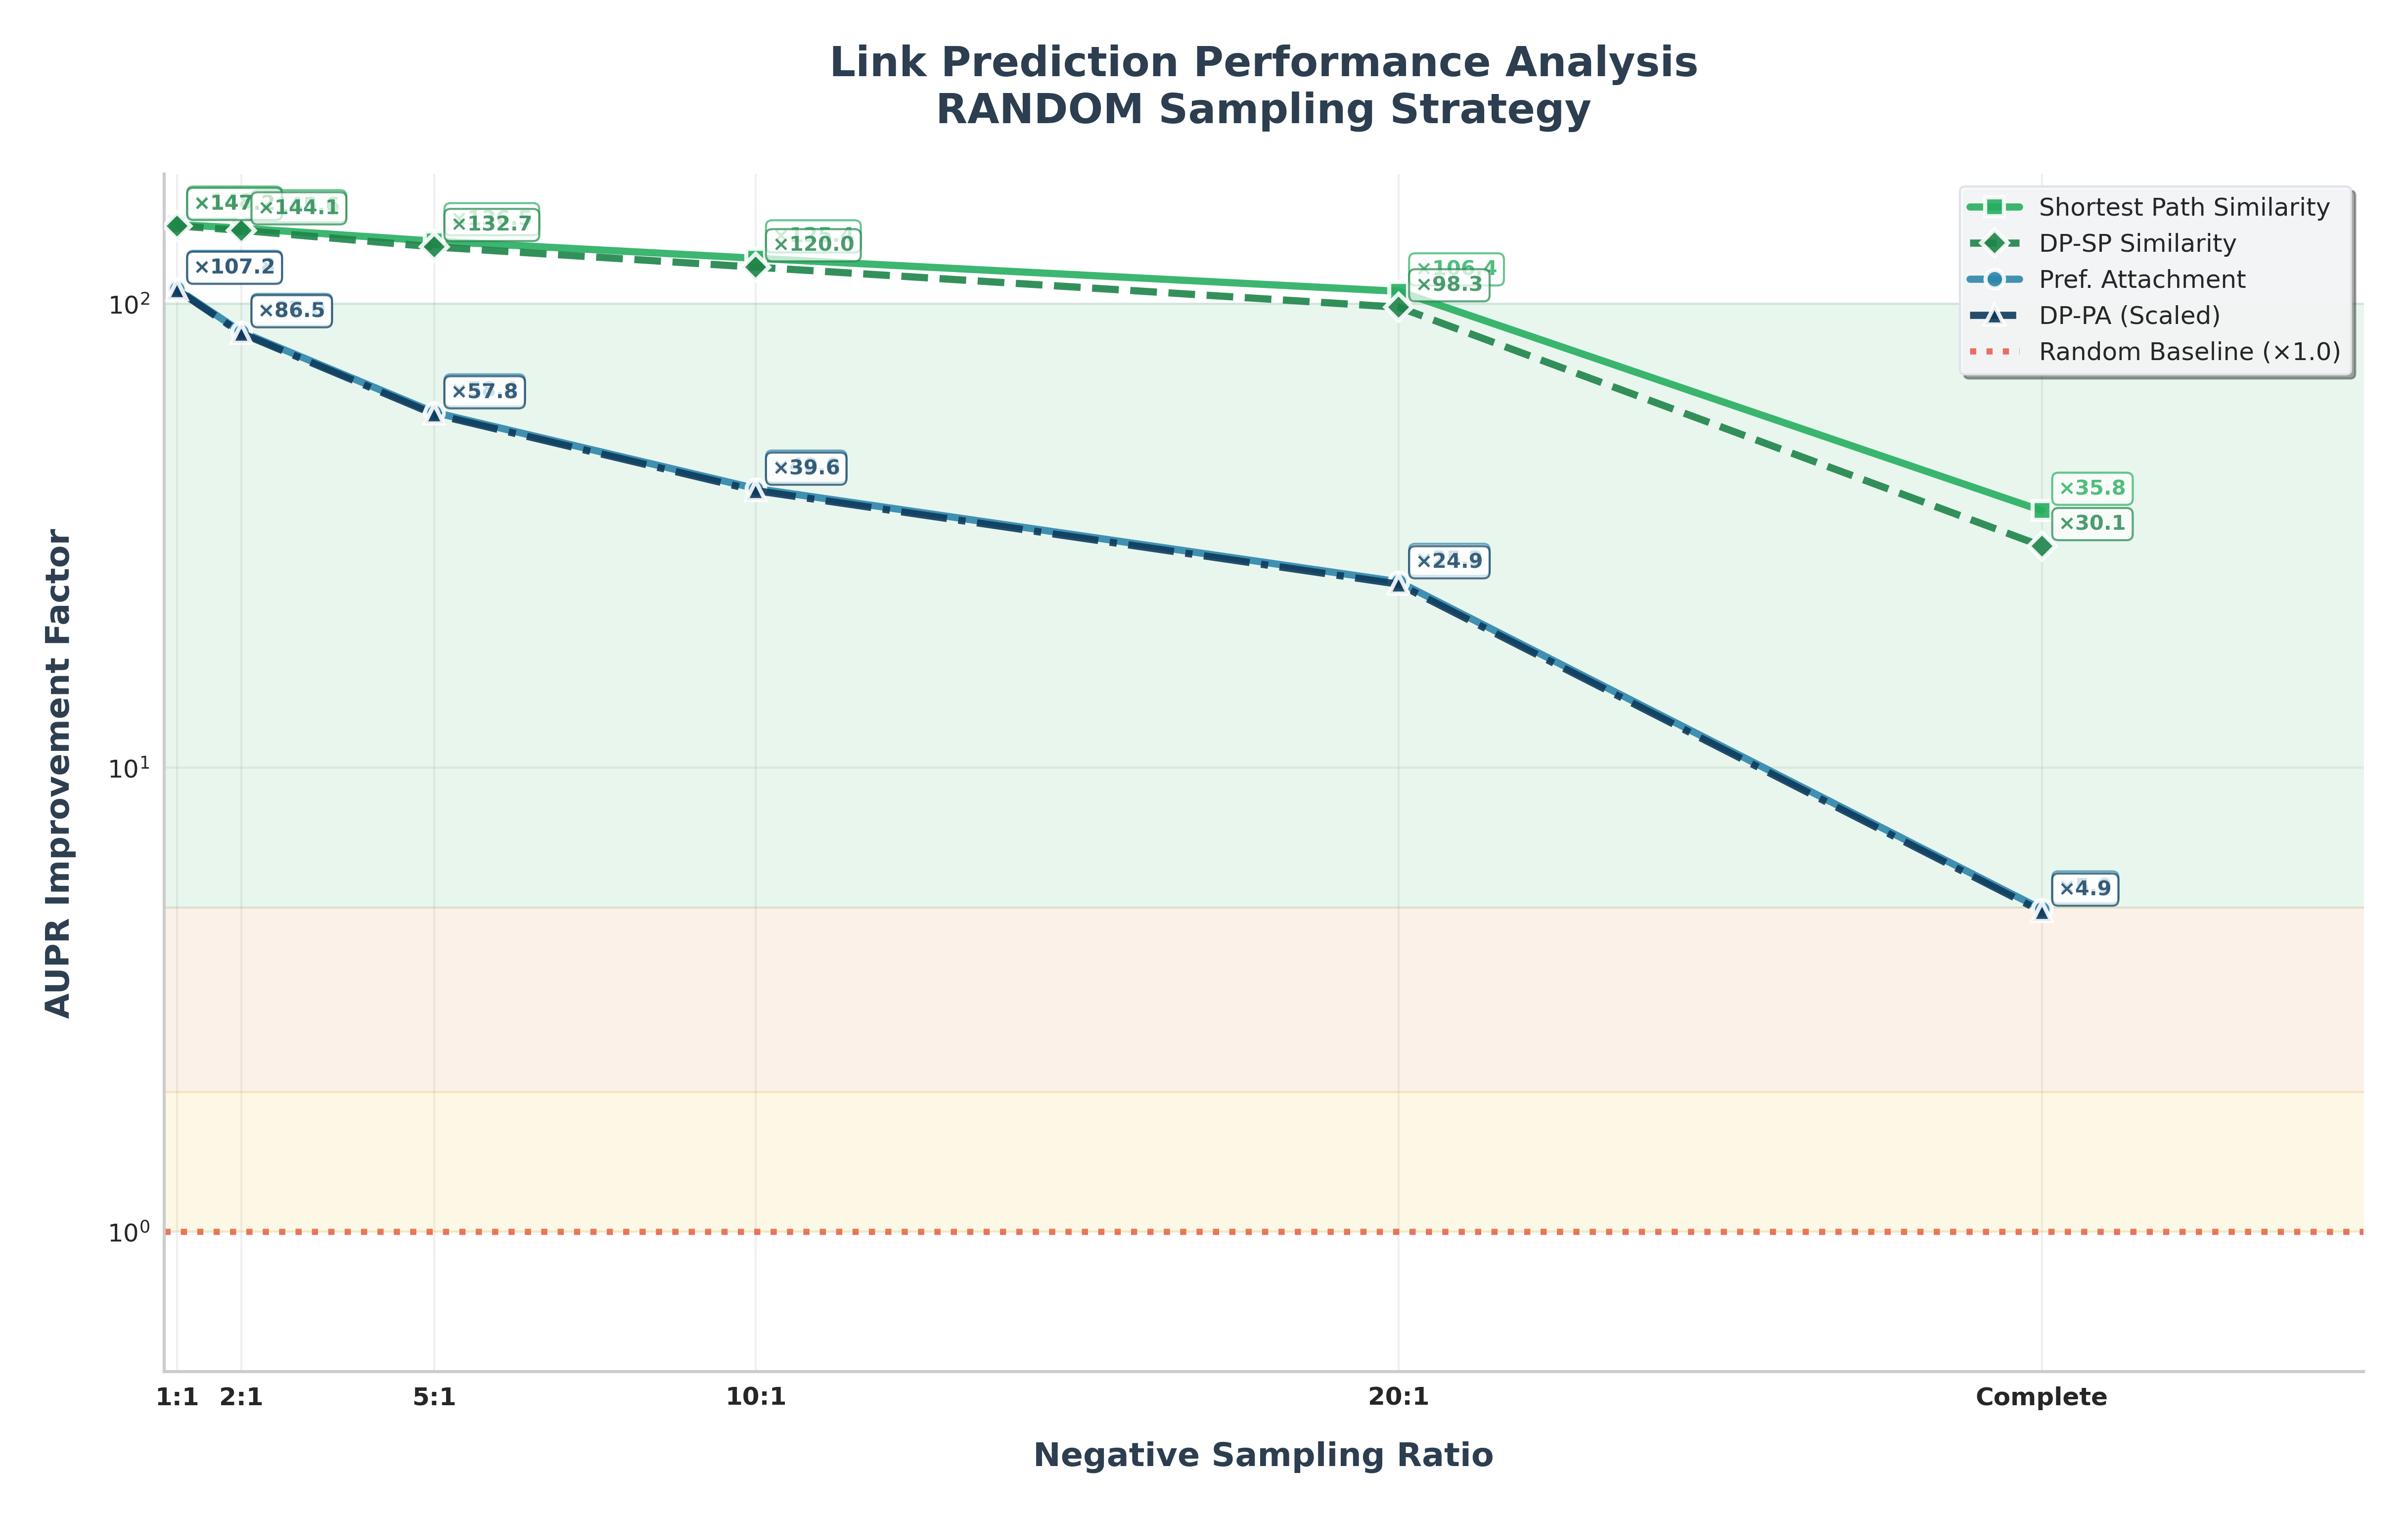 Link Prediction Performance Analysis
RANDOM Sampling Strategy
AUPR Improvement Factor
10²
10¹
10⁰
×144.1
×132.7
×120.0
×106.4
×98.3
×35.8
×30.1
×107.2
×86.5
×57.8
×39.6
×24.9
×4.9
Shortest Path Similarity
DP-SP Similarity
Pref. Attachment
DP-PA (Scaled)
Random Baseline (×1.0)
1:1 2:1 5:1 10:1 20:1 Complete
Negative Sampling Ratio